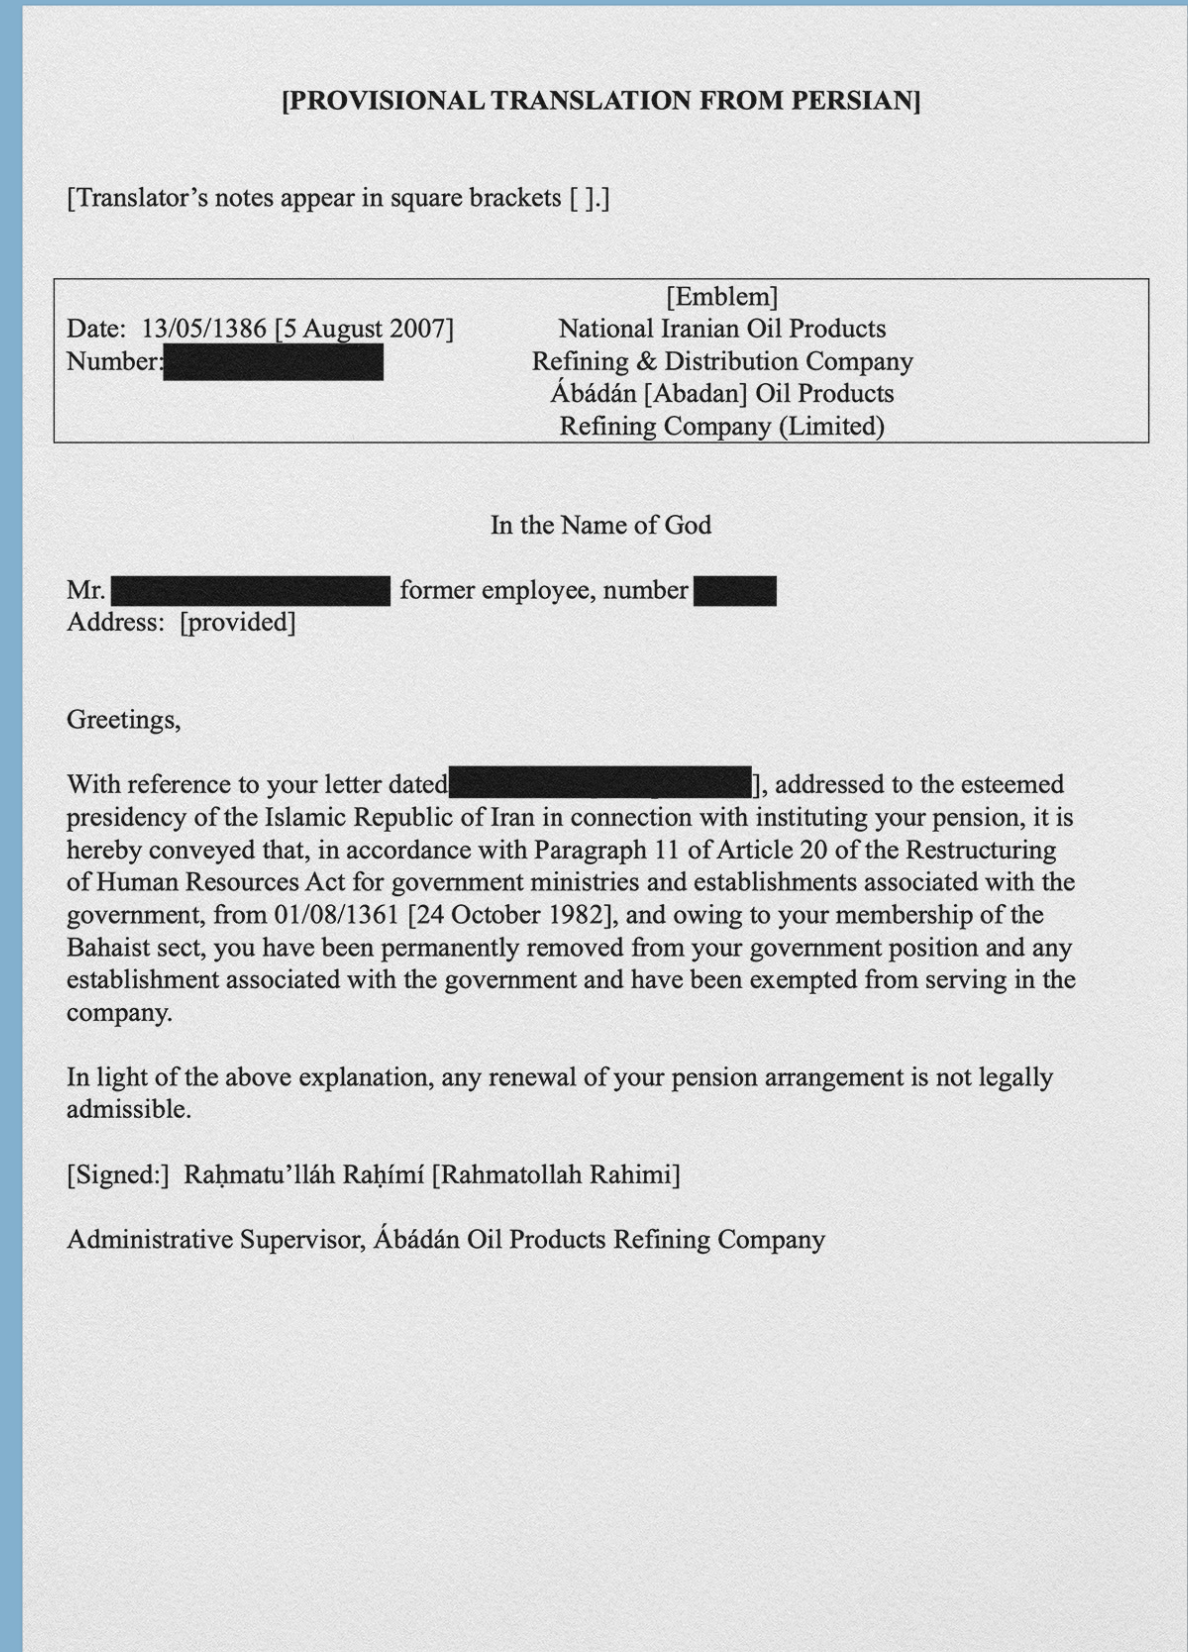 [PROVISIONAL TRANSLATION FROM PERSIAN]
[Translator’s notes appear in square brackets [ ].]
[Emblem]
Date: 13/05/1386 [5 August 2007] National Iranian Oil Products
Number: Refining & Distribution Company
Ábádán [Abadan] Oil Products
Refining Company (Limited)
In the Name of God
Mr. former employee, number
Address: [provided]
Greetings,
With reference to your letter dated ], addressed to the esteemed
presidency of the Islamic Republic of Iran in connection with instituting your pension, it is
hereby conveyed that, in accordance with Paragraph 11 of Article 20 of the Restructuring
of Human Resources Act for government ministries and establishments associated with the
government, from 01/08/1361 [24 October 1982], and owing to your membership of the
Bahaist sect, you have been permanently removed from your government position and any
establishment associated with the government and have been exempted from serving in the
company.
In light of the above explanation, any renewal of your pension arrangement is not legally
admissible.
[Signed:] Raḥmatu’lláh Raḥímí [Rahmatollah Rahimi]
Administrative Supervisor, Ábádán Oil Products Refining Company